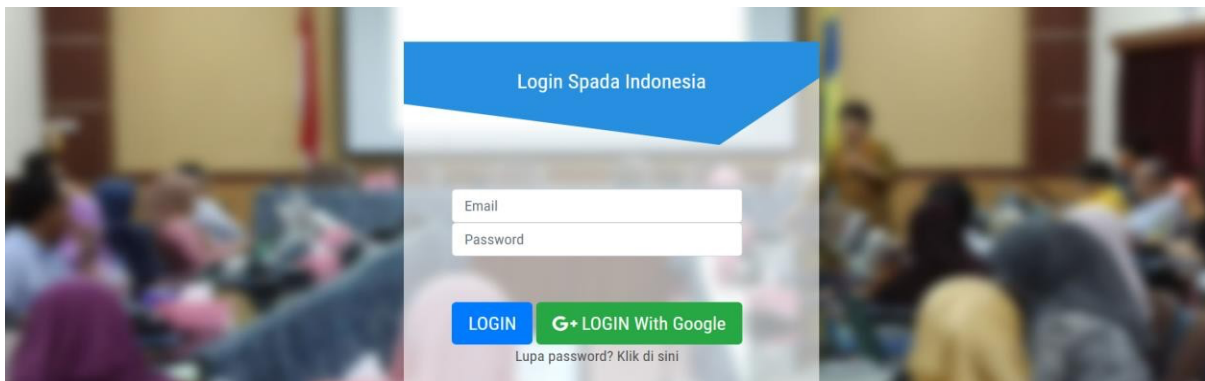 Login Spada Indonesia
Email
Password
LOGIN G+ LOGIN With Google
Lupa password? Klik di sini